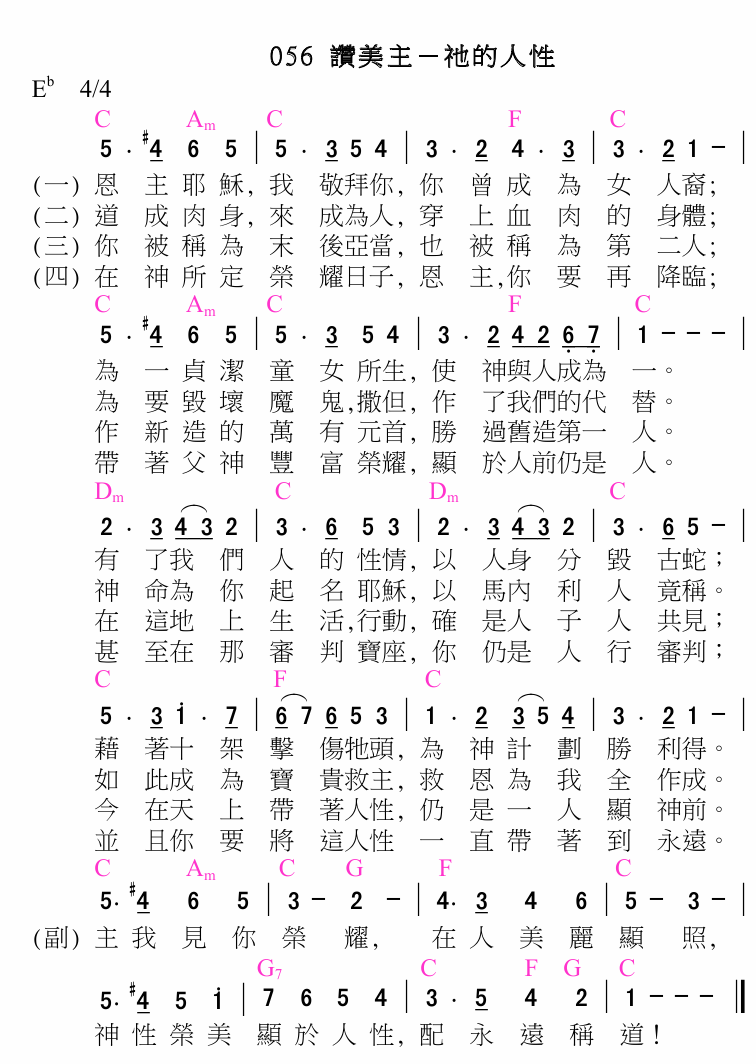 056 讚美主－祂的人性
E♭ 4/4
C Am C F C
5 . #4 6 5 | 5 . 3 5 4 | 3 . 2 4 . 3 | 3 . 2 1 － |
(一) 恩主耶穌, 我敬拜你, 你曾成為女人裔;
(二) 道成肉身, 來成為人, 穿上血肉的身體;
(三) 你被稱為末後亞當, 也被稱為第二人;
(四) 在神所定榮耀日子, 恩主,你要再降臨;
C Am C F C
5 . #4 6 5 | 5 . 3 5 4 | 3 . 2 4 2 6 7 | 1 － － － |
為一貞潔童女所生, 使神與人成為一。
為要毀壞魔鬼,撒但, 作了我們的代替。
作新造的萬有元首, 勝過舊造第一人。
帶著父神豐富榮耀, 顯於人前仍是人。
Dm C Dm C
2 . 3 4 3 2 | 3 . 6 5 3 | 2 . 3 4 3 2 | 3 . 6 5 － |
有了我們人的性情, 以人身分毀古蛇；
神命為你起名耶穌, 以馬內利人竟稱。
在這地上生活,行動, 確是人子人共見；
甚至在那審判寶座, 你仍是人行審判；
C F C
5 . 3 1 . 7 | 6 7 6 5 3 | 1 . 2 3 5 4 | 3 . 2 1 － |
藉著十架擊傷牠頭, 為神計劃勝利得。
如此成為寶貴救主, 救恩為我全作成。
今在天上帶著人性, 仍是一人顯神前。
並且你要將這人性一直帶著到永遠。
C Am C G F C
5. #4 6 5 | 3 － 2 － | 4. 3 4 6 | 5 － 3 － |
(副) 主我見你榮耀, 在人美麗顯照,
G7 C F G C
5. #4 5 1 | 7 6 5 4 | 3 . 5 4 2 | 1 － － － ‖
神性榮美顯於人性, 配永遠稱道！